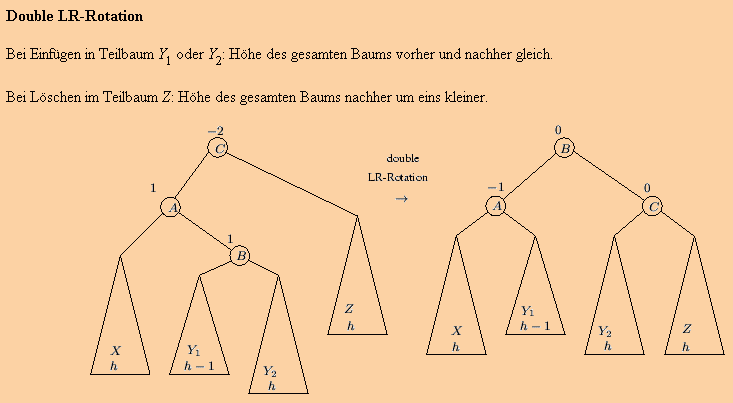 Double LR-Rotation
Bei Einfügen in Teilbaum Y₁ oder Y₂: Höhe des gesamten Baums vorher und nachher gleich.
Bei Löschen im Teilbaum Z: Höhe des gesamten Baums nachher um eins kleiner.
−2
C
1
A
1
B
X
h
Y₁
h − 1
Y₂
h
Z
h
double
LR-Rotation
→
0
B
−1
A
0
C
X
h
Y₁
h − 1
Y₂
h
Z
h